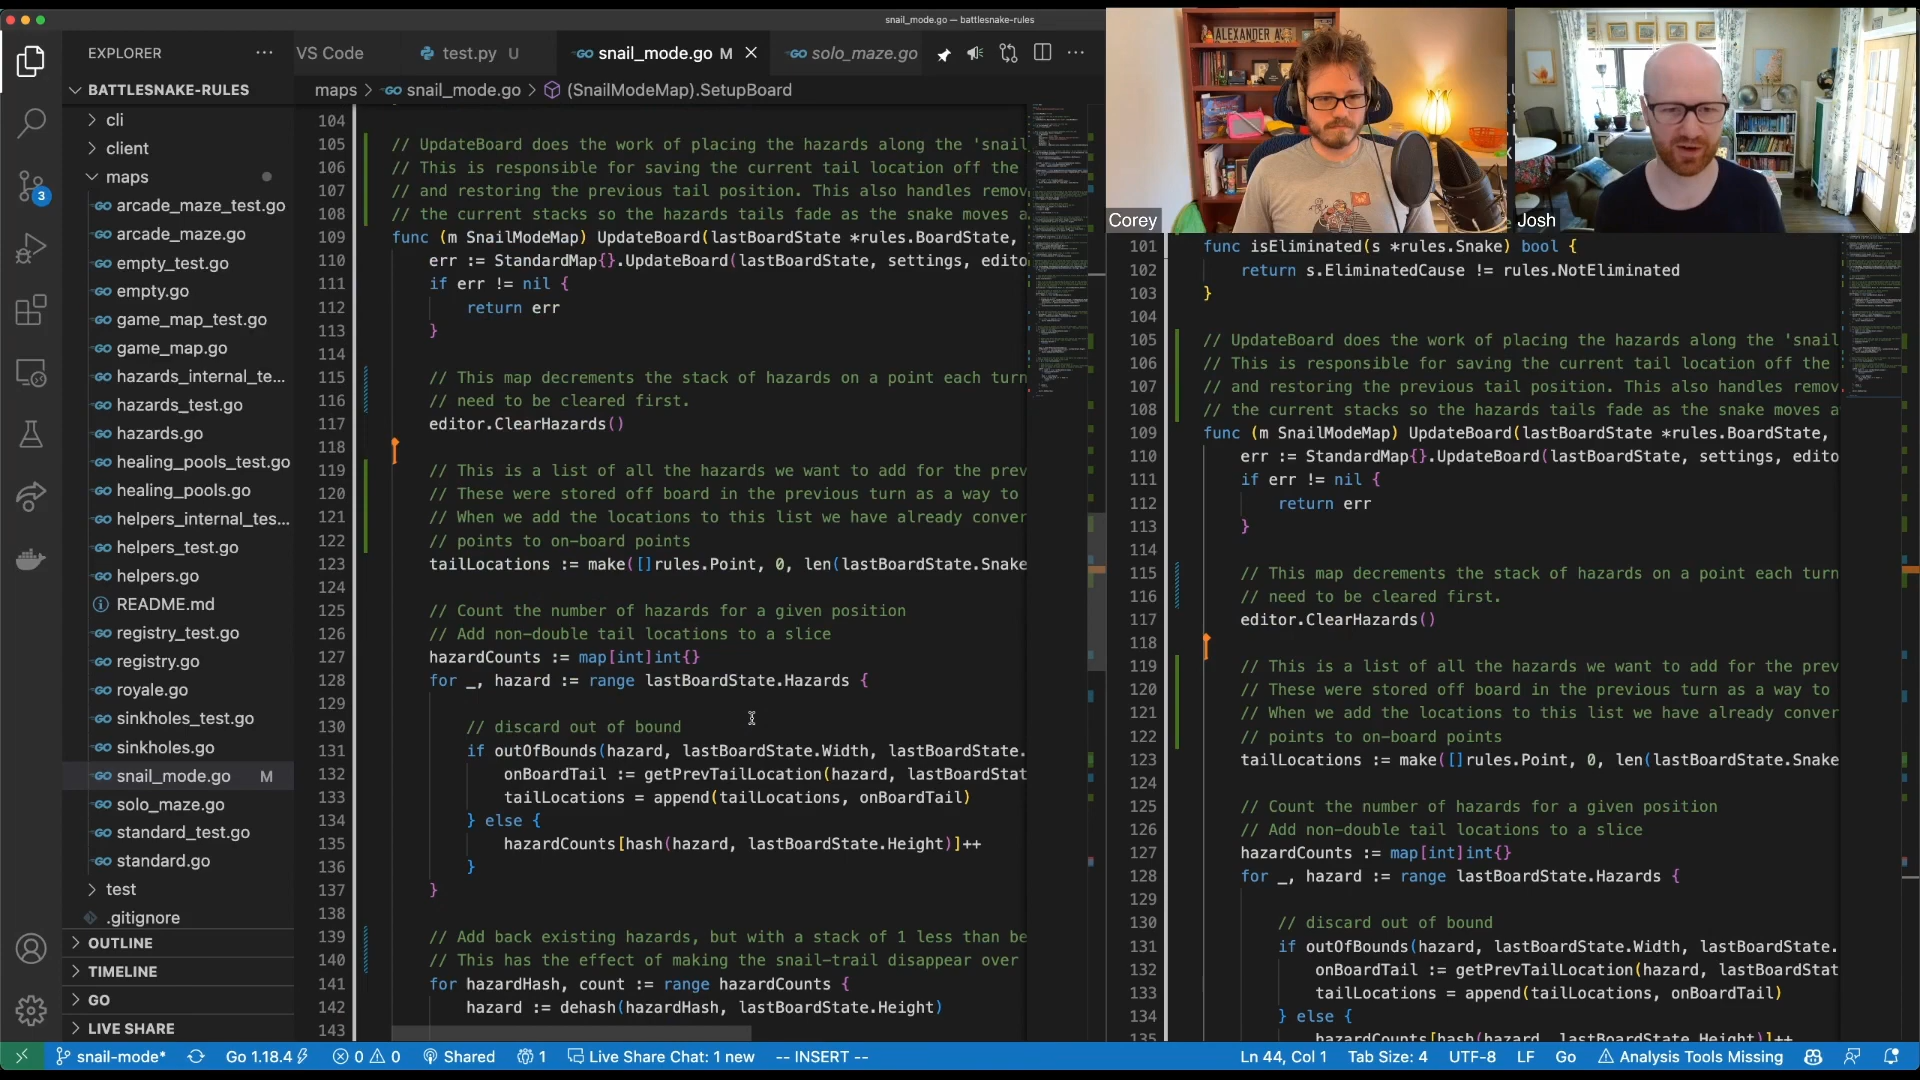 snail_mode.go — battlesnake-rules
EXPLORER
VS Code
test.py U
snail_mode.go M
solo_maze.go
BATTLESNAKE-RULES
maps > snail_mode.go > (SnailModeMap).SetupBoard
cli
client
maps
arcade_maze_test.go
arcade_maze.go
empty_test.go
empty.go
game_map_test.go
game_map.go
hazards_internal_te...
hazards_test.go
hazards.go
healing_pools_test.go
healing_pools.go
helpers_internal_tes...
helpers_test.go
helpers.go
README.md
registry_test.go
registry.go
royale.go
sinkholes_test.go
sinkholes.go
snail_mode.go M
solo_maze.go
standard_test.go
standard.go
test
.gitignore
OUTLINE
TIMELINE
GO
LIVE SHARE
3
104
105 // UpdateBoard does the work of placing the hazards along the 'snail
106 // This is responsible for saving the current tail location off the
107 // and restoring the previous tail position. This also handles remov
108 // the current stacks so the hazards tails fade as the snake moves a
109 func (m SnailModeMap) UpdateBoard(lastBoardState *rules.BoardState,
110 err := StandardMap{}.UpdateBoard(lastBoardState, settings, edito
111 if err != nil {
112 return err
113 }
114
115 // This map decrements the stack of hazards on a point each turn
116 // need to be cleared first.
117 editor.ClearHazards()
118
119 // This is a list of all the hazards we want to add for the prev
120 // These were stored off board in the previous turn as a way to
121 // When we add the locations to this list we have already conver
122 // points to on-board points
123 tailLocations := make([]rules.Point, 0, len(lastBoardState.Snake
124
125 // Count the number of hazards for a given position
126 // Add non-double tail locations to a slice
127 hazardCounts := map[int]int{}
128 for _, hazard := range lastBoardState.Hazards {
129
130 // discard out of bound
131 if outOfBounds(hazard, lastBoardState.Width, lastBoardState.
132 onBoardTail := getPrevTailLocation(hazard, lastBoardStat
133 tailLocations = append(tailLocations, onBoardTail)
134 } else {
135 hazardCounts[hash(hazard, lastBoardState.Height)]++
136 }
137 }
138
139 // Add back existing hazards, but with a stack of 1 less than be
140 // This has the effect of making the snail-trail disappear over
141 for hazardHash, count := range hazardCounts {
142 hazard := dehash(hazardHash, lastBoardState.Height)
143
ALEXANDER A
Corey
Josh
101 func isEliminated(s *rules.Snake) bool {
102 return s.EliminatedCause != rules.NotEliminated
103 }
104
105 // UpdateBoard does the work of placing the hazards along the 'snail
106 // This is responsible for saving the current tail location off the
107 // and restoring the previous tail position. This also handles remov
108 // the current stacks so the hazards tails fade as the snake moves a
109 func (m SnailModeMap) UpdateBoard(lastBoardState *rules.BoardState,
110 err := StandardMap{}.UpdateBoard(lastBoardState, settings, edito
111 if err != nil {
112 return err
113 }
114
115 // This map decrements the stack of hazards on a point each turn
116 // need to be cleared first.
117 editor.ClearHazards()
118
119 // This is a list of all the hazards we want to add for the prev
120 // These were stored off board in the previous turn as a way to
121 // When we add the locations to this list we have already conver
122 // points to on-board points
123 tailLocations := make([]rules.Point, 0, len(lastBoardState.Snake
124
125 // Count the number of hazards for a given position
126 // Add non-double tail locations to a slice
127 hazardCounts := map[int]int{}
128 for _, hazard := range lastBoardState.Hazards {
129
130 // discard out of bound
131 if outOfBounds(hazard, lastBoardState.Width, lastBoardState.
132 onBoardTail := getPrevTailLocation(hazard, lastBoardStat
133 tailLocations = append(tailLocations, onBoardTail)
134 } else {
135 hazardCounts[hash(hazard, lastBoardState.Height)]++
snail-mode* Go 1.18.4 0 0 Shared 1 Live Share Chat: 1 new -- INSERT -- Ln 44, Col 1 Tab Size: 4 UTF-8 LF Go Analysis Tools Missing